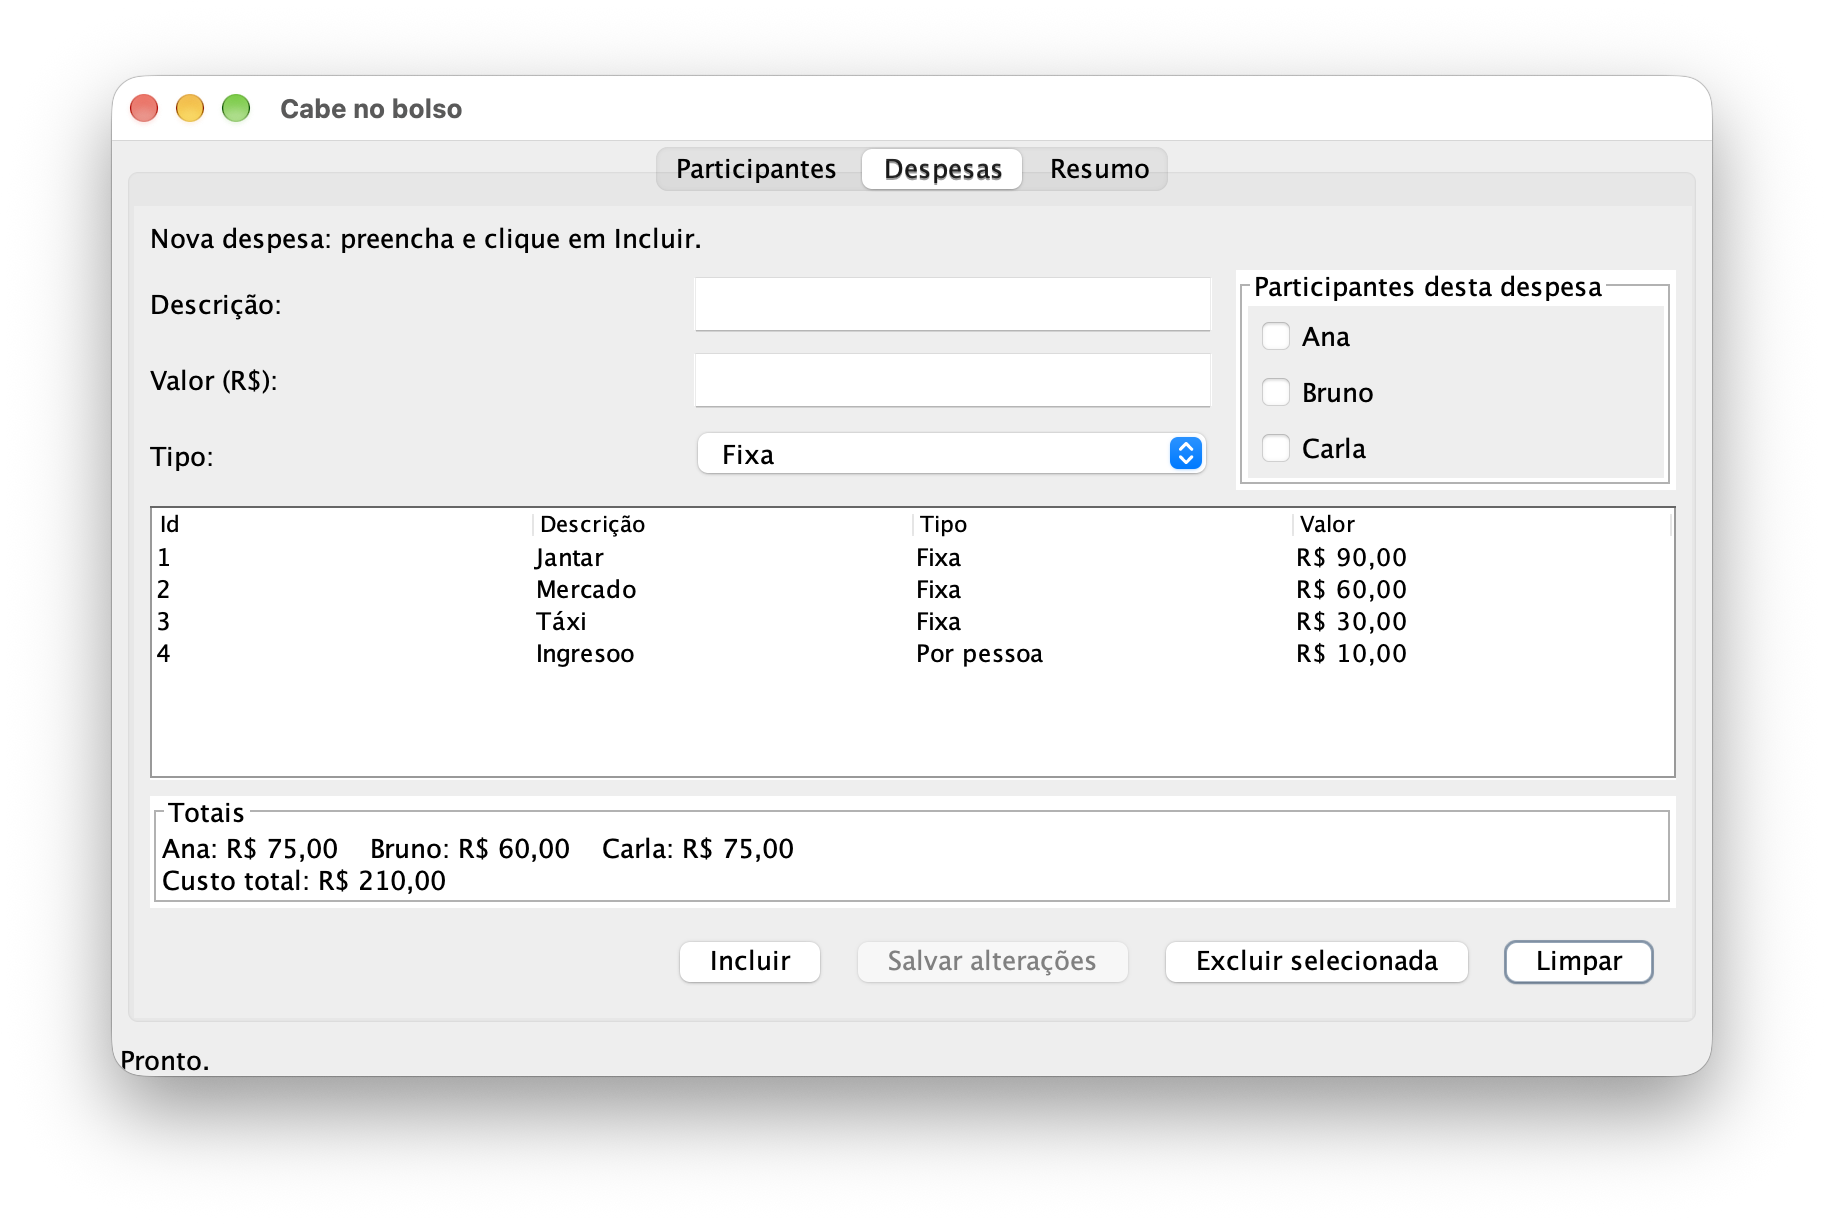 Cabe no bolso
Participantes Despesas Resumo
Nova despesa: preencha e clique em Incluir.
Descrição:
Valor (R$):
Tipo: Fixa
Participantes desta despesa
Ana
Bruno
Carla
Id Descrição Tipo Valor
1 Jantar Fixa R$ 90,00
2 Mercado Fixa R$ 60,00
3 Táxi Fixa R$ 30,00
4 Ingresoo Por pessoa R$ 10,00
Totais
Ana: R$ 75,00 Bruno: R$ 60,00 Carla: R$ 75,00
Custo total: R$ 210,00
Incluir Salvar alterações Excluir selecionada Limpar
Pronto.